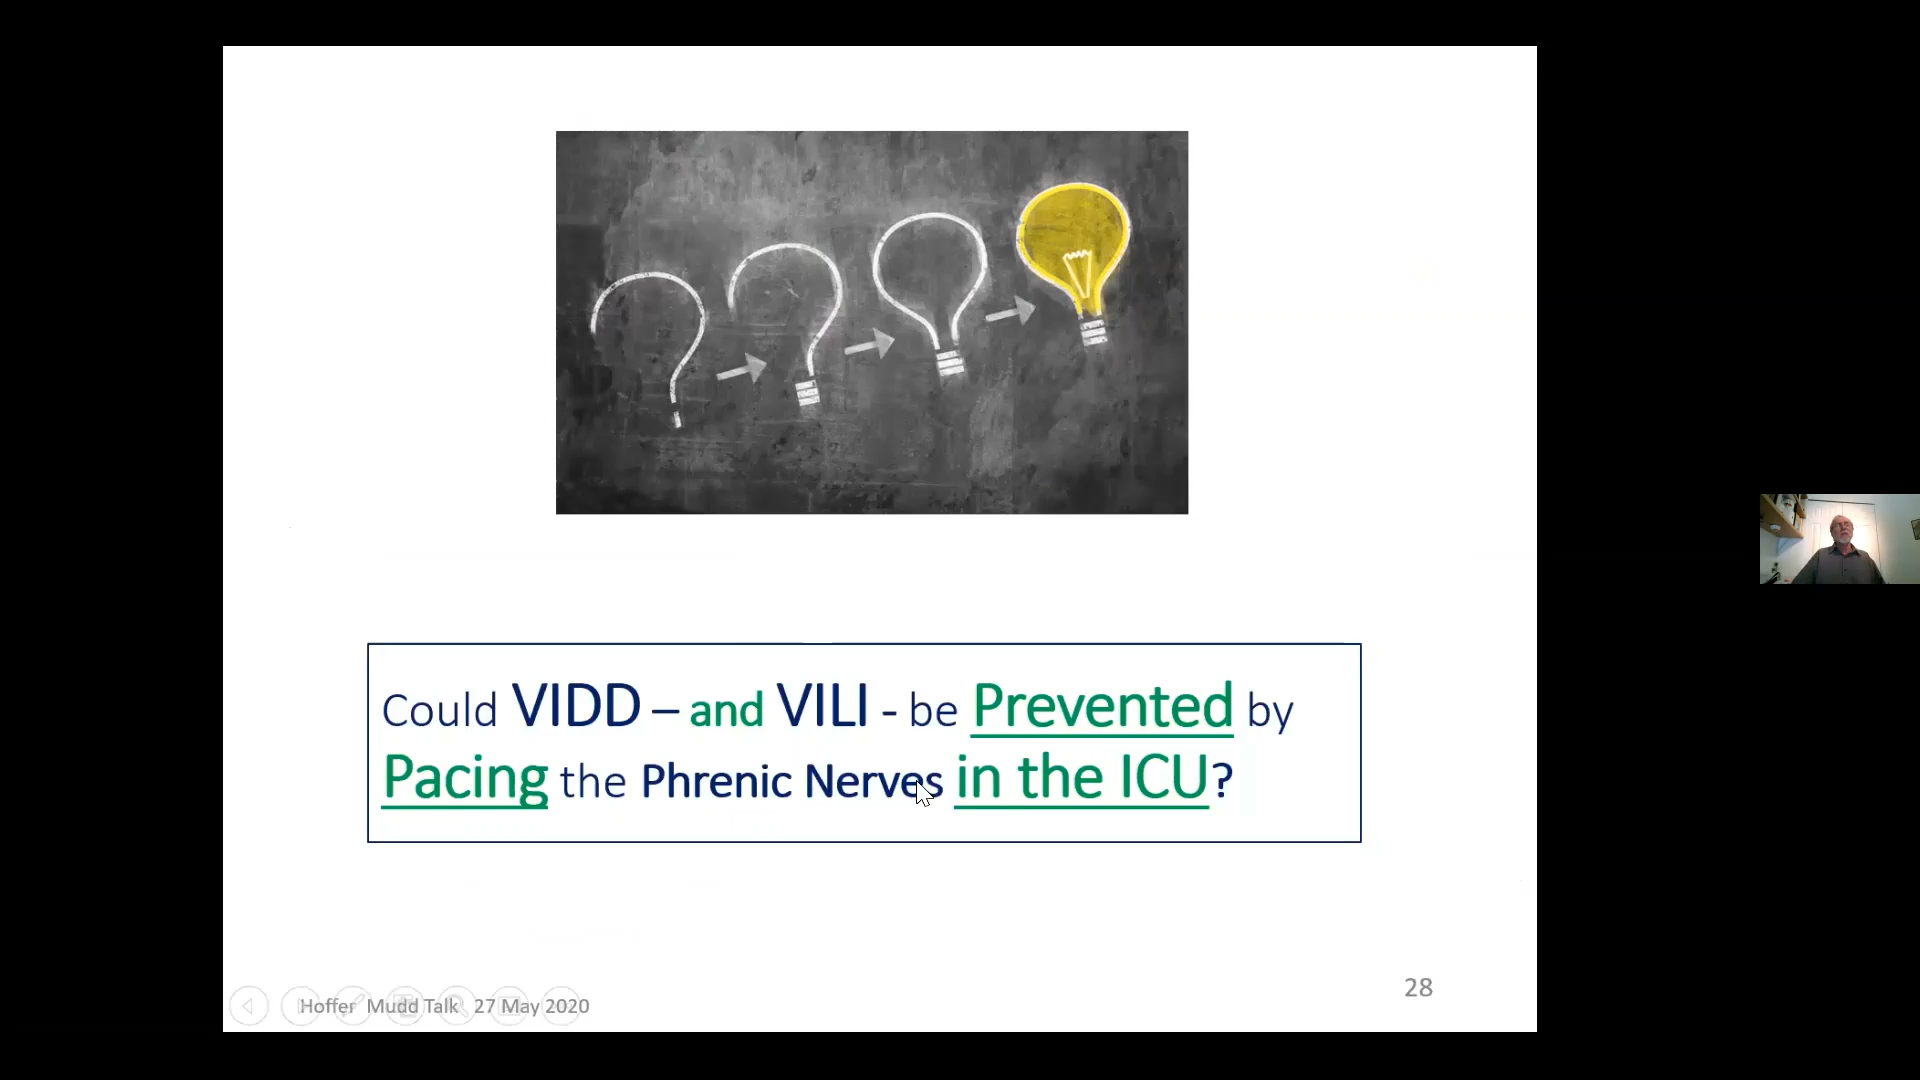 Could VIDD – and VILI - be Prevented by
Pacing the Phrenic Nerves in the ICU?
28
Hoffer Mudd Talk 27 May 2020